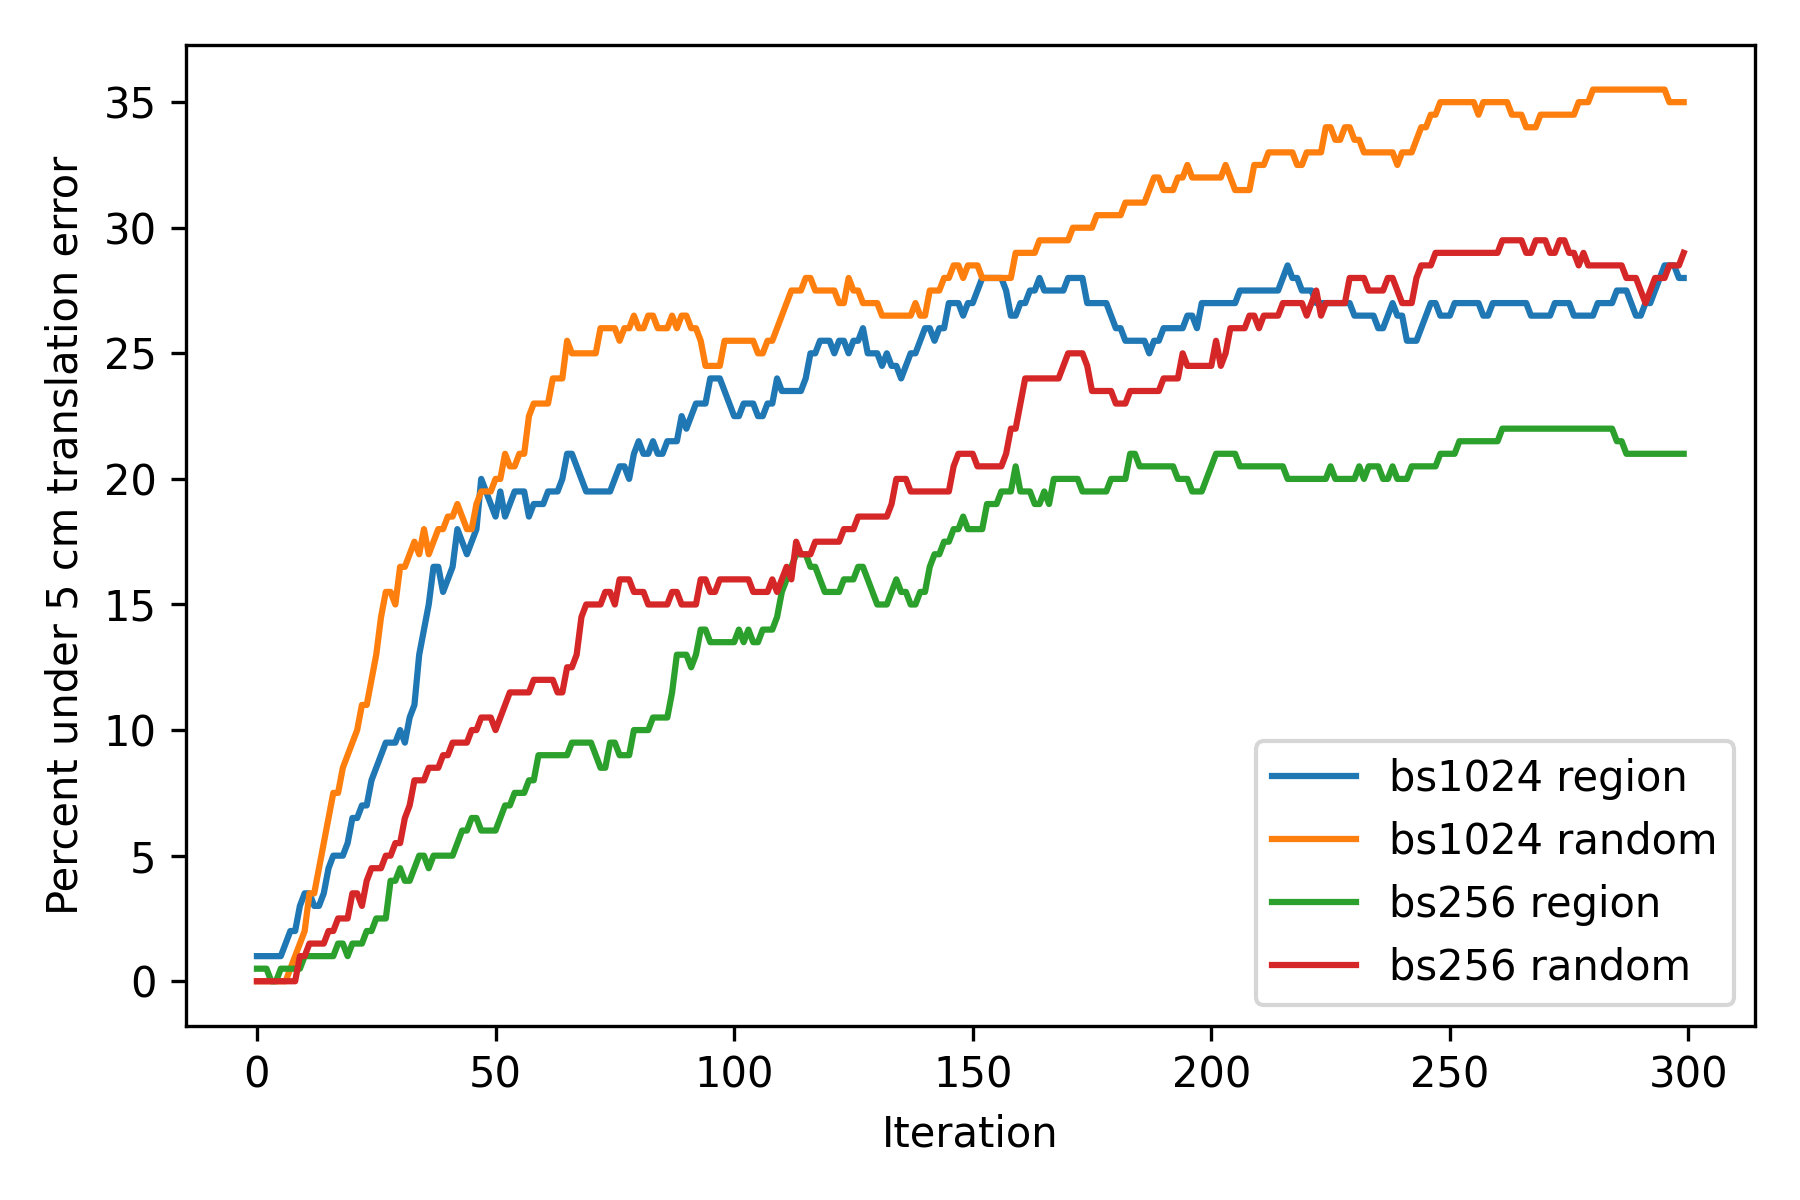 Percent under 5 cm translation error
35
30
25
20
15
10
5
0
0 50 100 150 200 250 300
Iteration
bs1024 region
bs1024 random
bs256 region
bs256 random